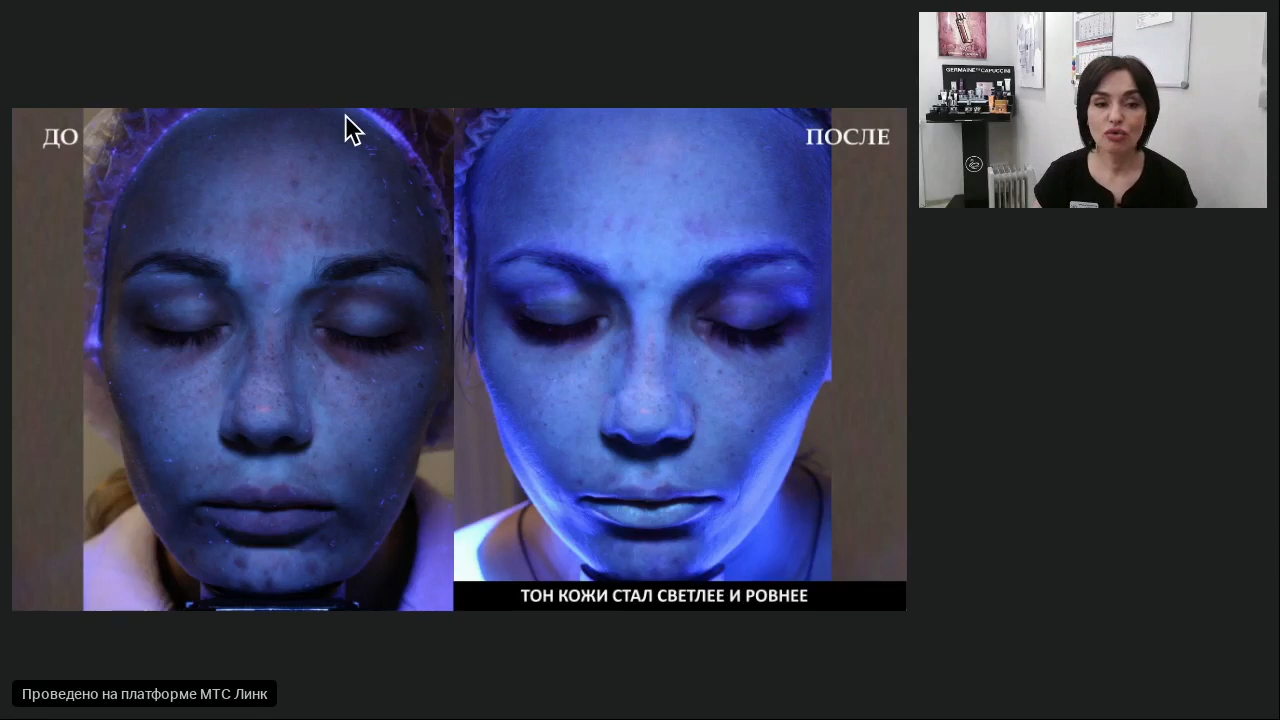 ДО
ПОСЛЕ
ТОН КОЖИ СТАЛ СВЕТЛЕЕ И РОВНЕЕ
GERMAINE DE CAPUCCINI
Проведено на платформе МТС Линк